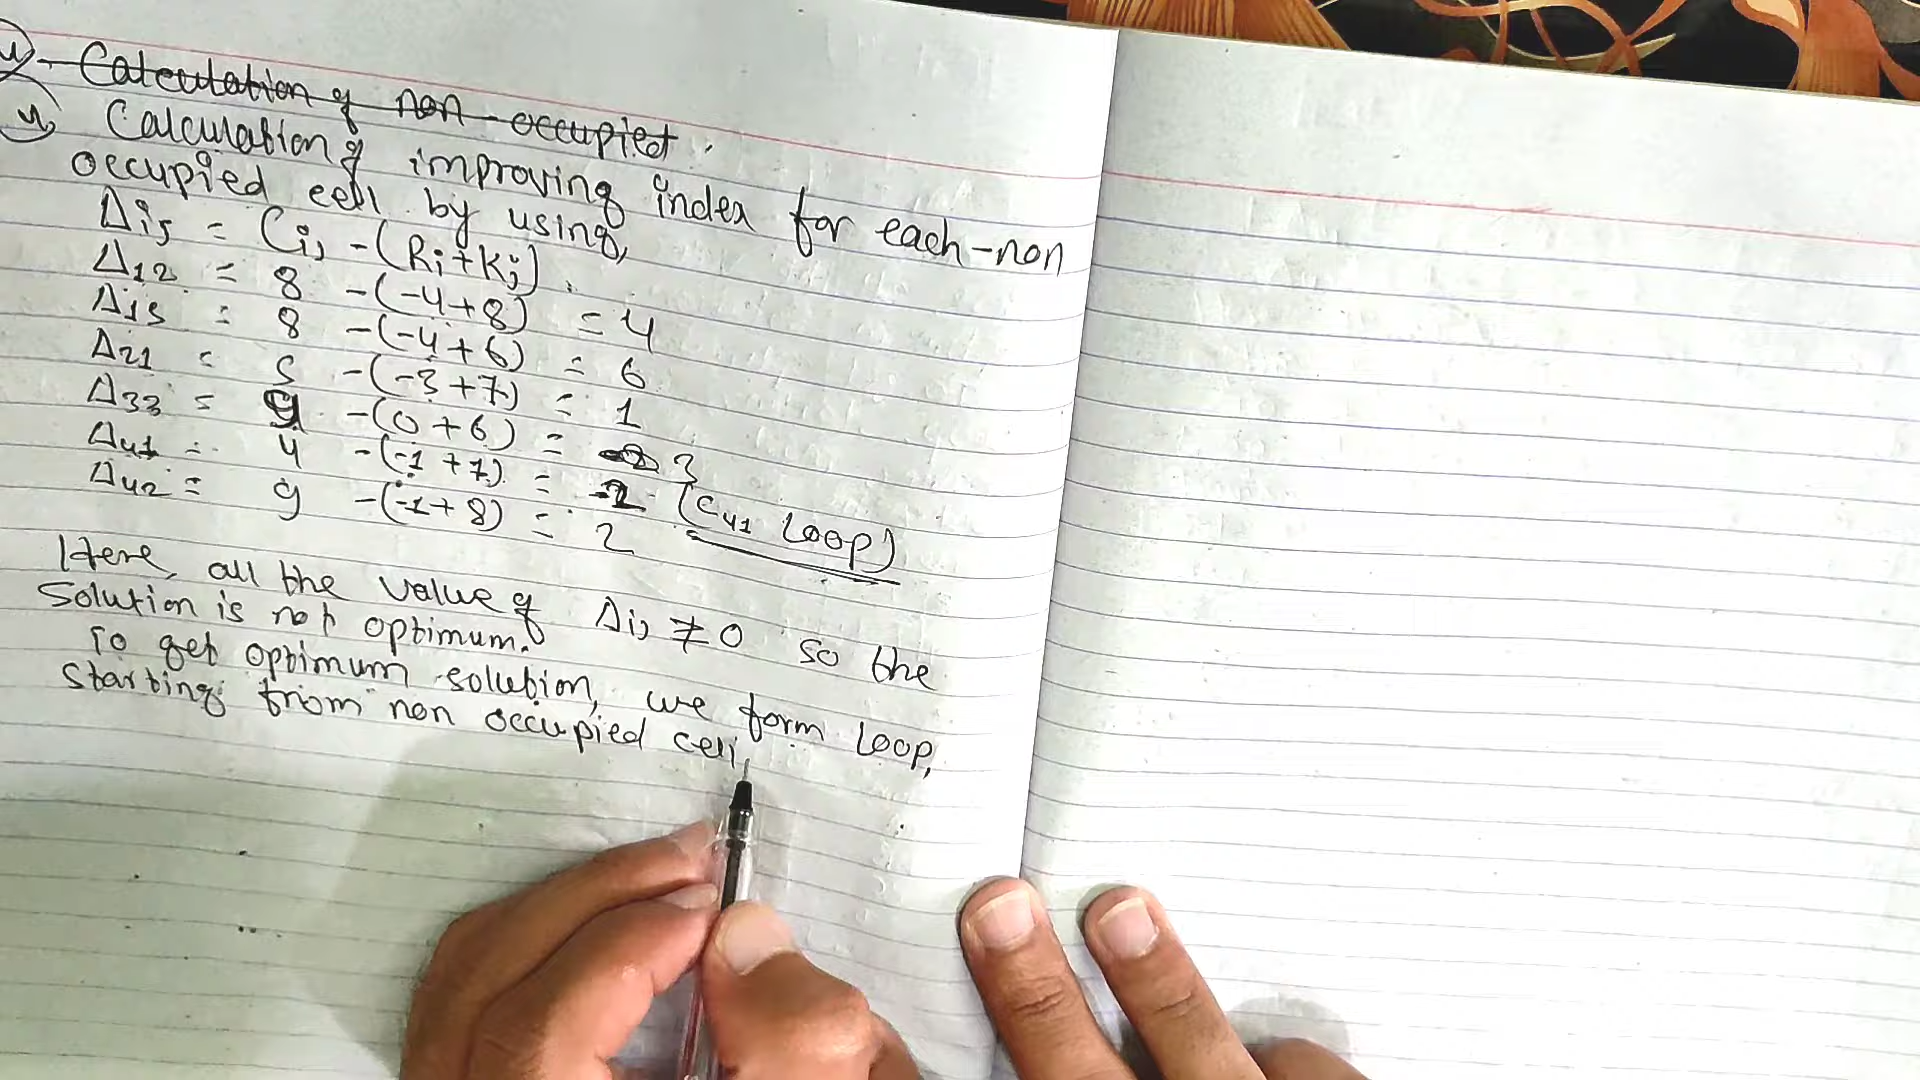 Calculation of non-occupied.
Calculation of improving index for each-non
occupied cell by using,
Δij = Cij -(Ri+Kj).
Δ12 = 8 -(-4+8) = 4
Δ13 = 8 -(-4+6) = 6
Δ21 = 5 -(-3+7) = 1
Δ33 = 9 -(0+6) = 3
Δ41 = 4 -(-1+7) = -2 (C41 Loop)
Δ42 = 9 -(-1+8) = 2
Here, all the value of Δij ≠ 0 so the
Solution is not optimum.
To get optimum solution, we form Loop,
starting from non occupied cell,